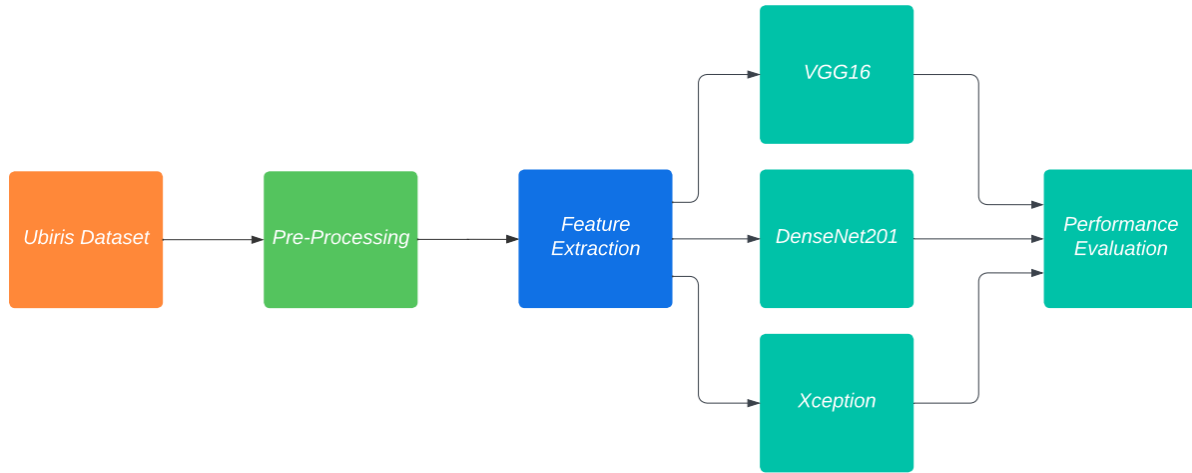 VGG16
Ubiris Dataset
Pre-Processing
Feature
Extraction
DenseNet201
Performance
Evaluation
Xception